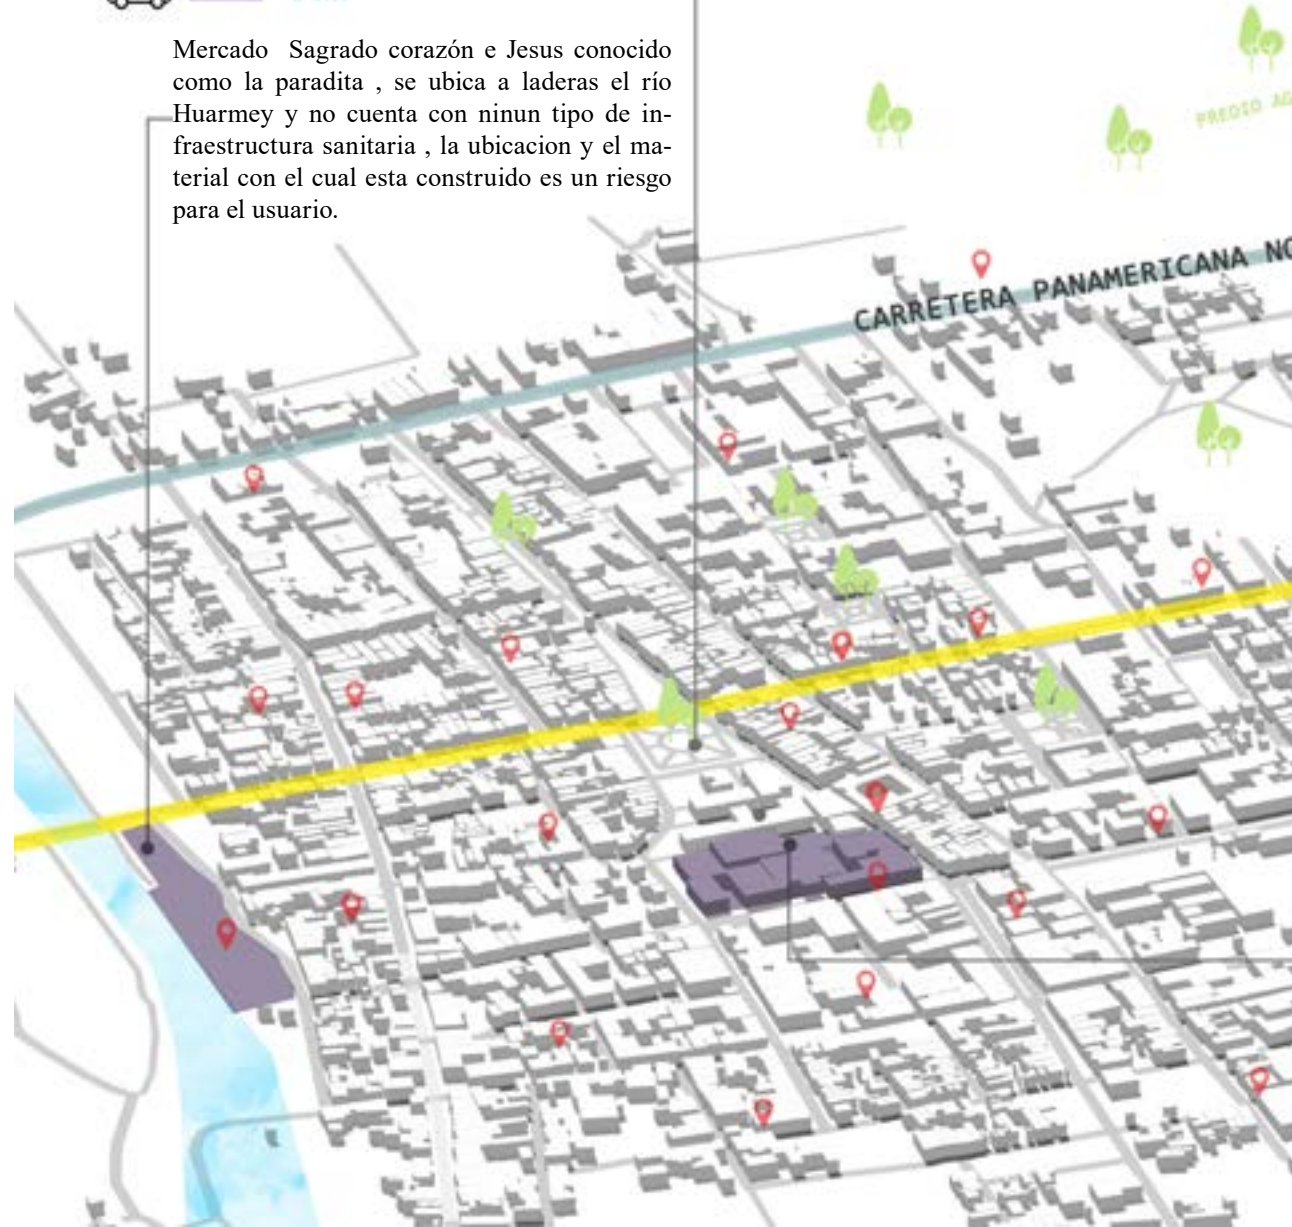 Mercado Sagrado corazón e Jesus conocido
como la paradita , se ubica a laderas el río
Huarmey y no cuenta con ninun tipo de in-
fraestructura sanitaria , la ubicacion y el ma-
terial con el cual esta construido es un riesgo
para el usuario.
PREDIO AG
CARRETERA PANAMERICANA NO